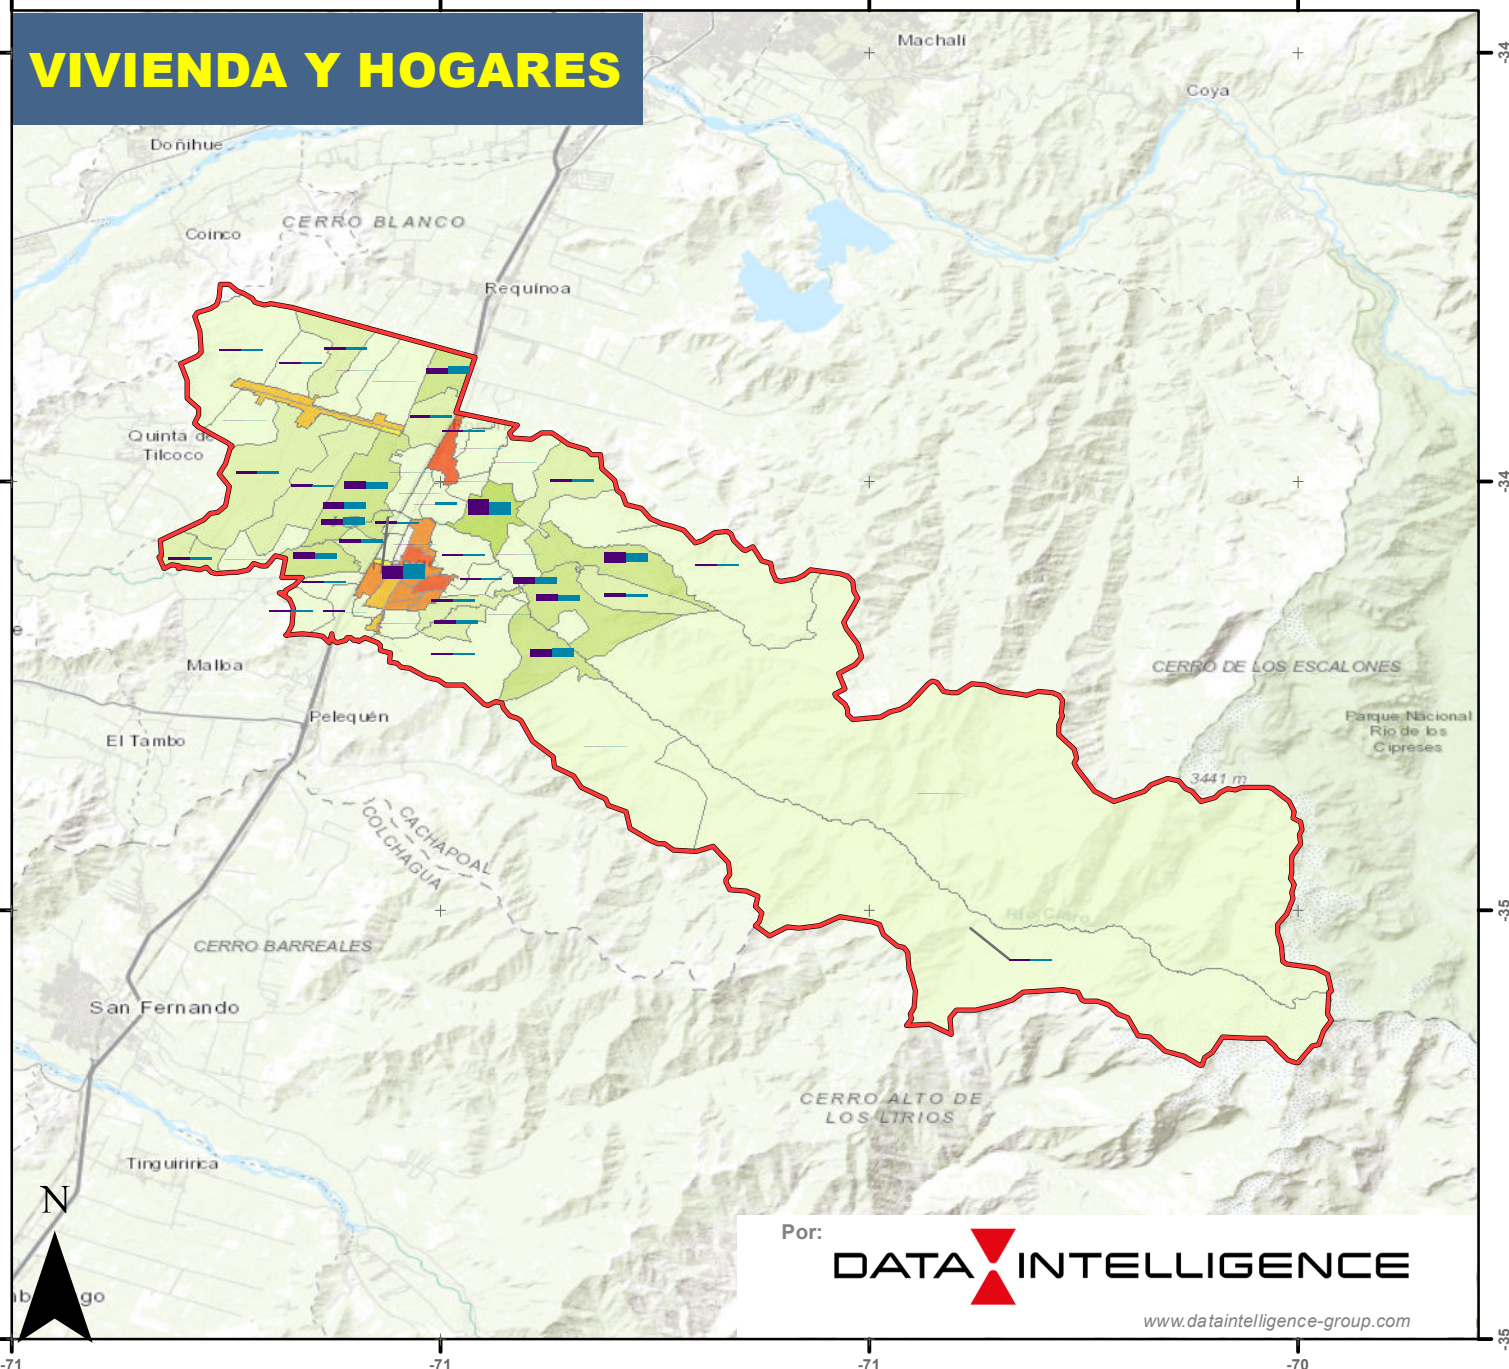 VIVIENDA Y HOGARES
Machalí
Coya
Doñihue
CERRO BLANCO
Coinco
Requínoa
Quinta de
Tilcoco
Malloa
CERRO DE LOS ESCALONES
Pelequén
El Tambo
Parque Nacional
Río de los
Cipreses
3441 m
CACHAPOAL
COLCHAGUA
Río Claro
CERRO BARREALES
San Fernando
CERRO ALTO DE
LOS LIRIOS
Tinguiririca
N
Por:
DATA INTELLIGENCE
www.dataintelligence-group.com
-34
-34
-35
-35
-71
-71
-71
-70